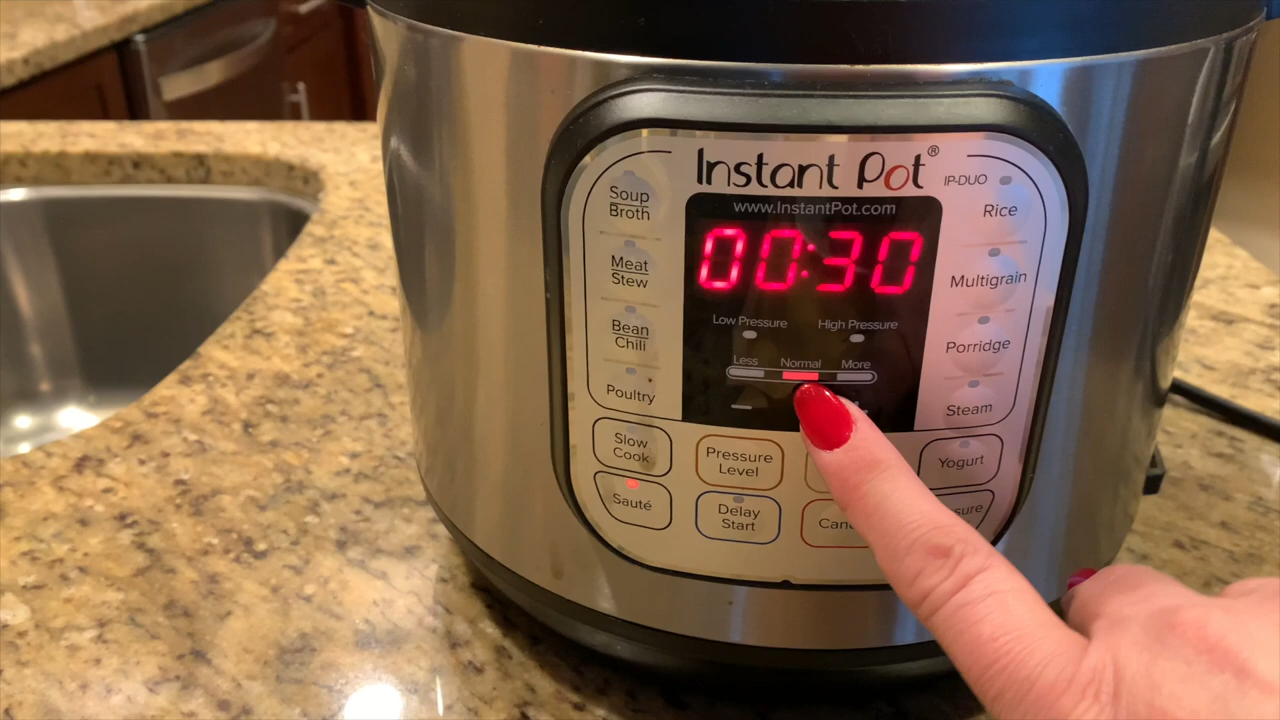 Instant Pot®
IP-DUO
www.InstantPot.com
00:30
Low Pressure
High Pressure
Less
Normal
More
Soup
Broth
Meat
Stew
Bean
Chili
Poultry
Slow
Cook
Sauté
Pressure
Level
Delay
Start
Rice
Multigrain
Porridge
Steam
Yogurt